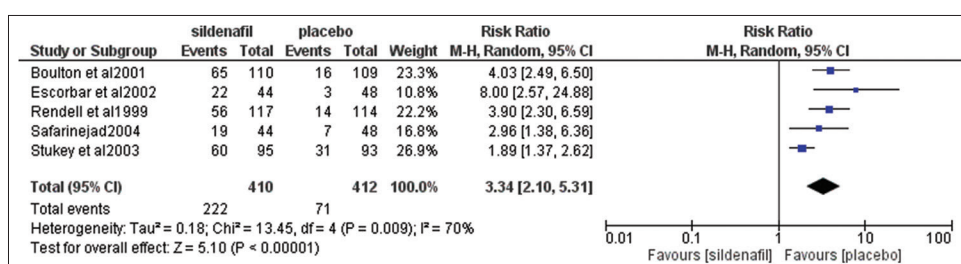 sildenafil placebo Risk Ratio Risk Ratio
Study or Subgroup Events Total Events Total Weight M-H, Random, 95% CI M-H, Random, 95% CI
Boulton et al2001 65 110 16 109 23.3% 4.03 [2.49, 6.50]
Escorbar et al2002 22 44 3 48 10.8% 8.00 [2.57, 24.88]
Rendell et al1999 56 117 14 114 22.2% 3.90 [2.30, 6.59]
Safarinejad2004 19 44 7 48 16.8% 2.96 [1.38, 6.36]
Stukey et al2003 60 95 31 93 26.9% 1.89 [1.37, 2.62]
Total (95% CI) 410 412 100.0% 3.34 [2.10, 5.31]
Total events 222 71
Heterogeneity: Tau² = 0.18; Chi² = 13.45, df = 4 (P = 0.009); I² = 70%
Test for overall effect: Z = 5.10 (P < 0.00001)
0.01 0.1 1 10 100
Favours [sildenafil] Favours [placebo]